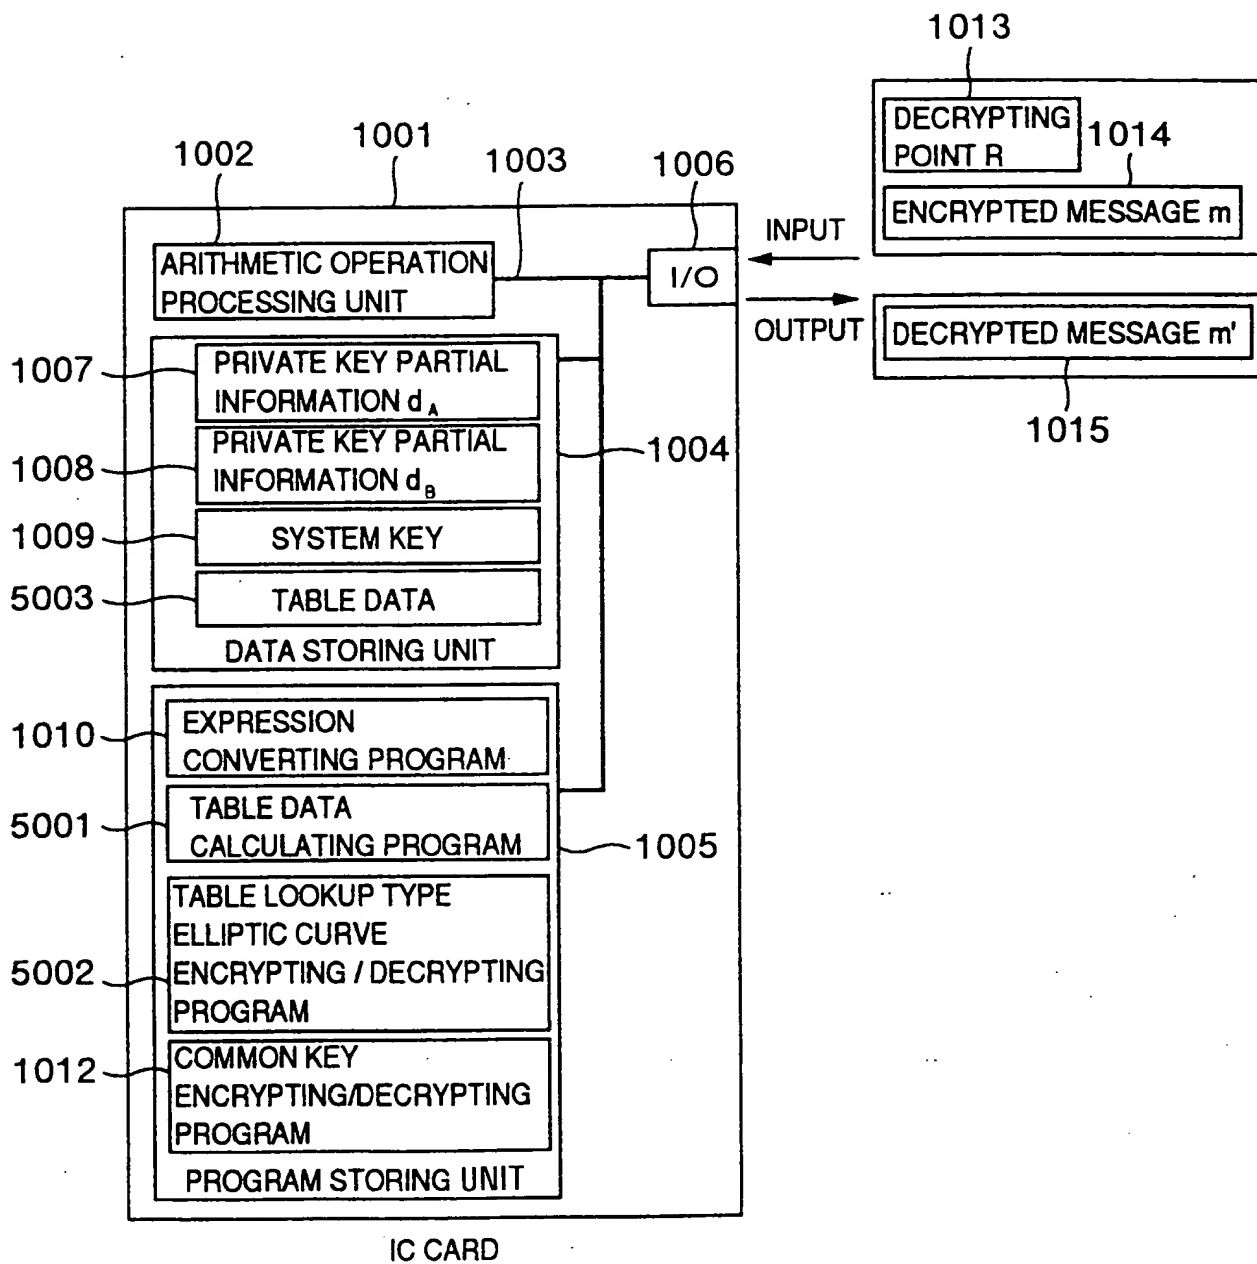 1013
DECRYPTING
POINT R
1014
ENCRYPTED MESSAGE m
1001
1002
1003
1006
ARITHMETIC OPERATION
PROCESSING UNIT
I/O
INPUT
OUTPUT
DECRYPTED MESSAGE m'
1015
1007
PRIVATE KEY PARTIAL
INFORMATION dA
1004
1008
PRIVATE KEY PARTIAL
INFORMATION dB
1009
SYSTEM KEY
5003
TABLE DATA
DATA STORING UNIT
1010
EXPRESSION
CONVERTING PROGRAM
5001
TABLE DATA
CALCULATING PROGRAM
1005
5002
TABLE LOOKUP TYPE
ELLIPTIC CURVE
ENCRYPTING / DECRYPTING
PROGRAM
1012
COMMON KEY
ENCRYPTING/DECRYPTING
PROGRAM
PROGRAM STORING UNIT
IC CARD